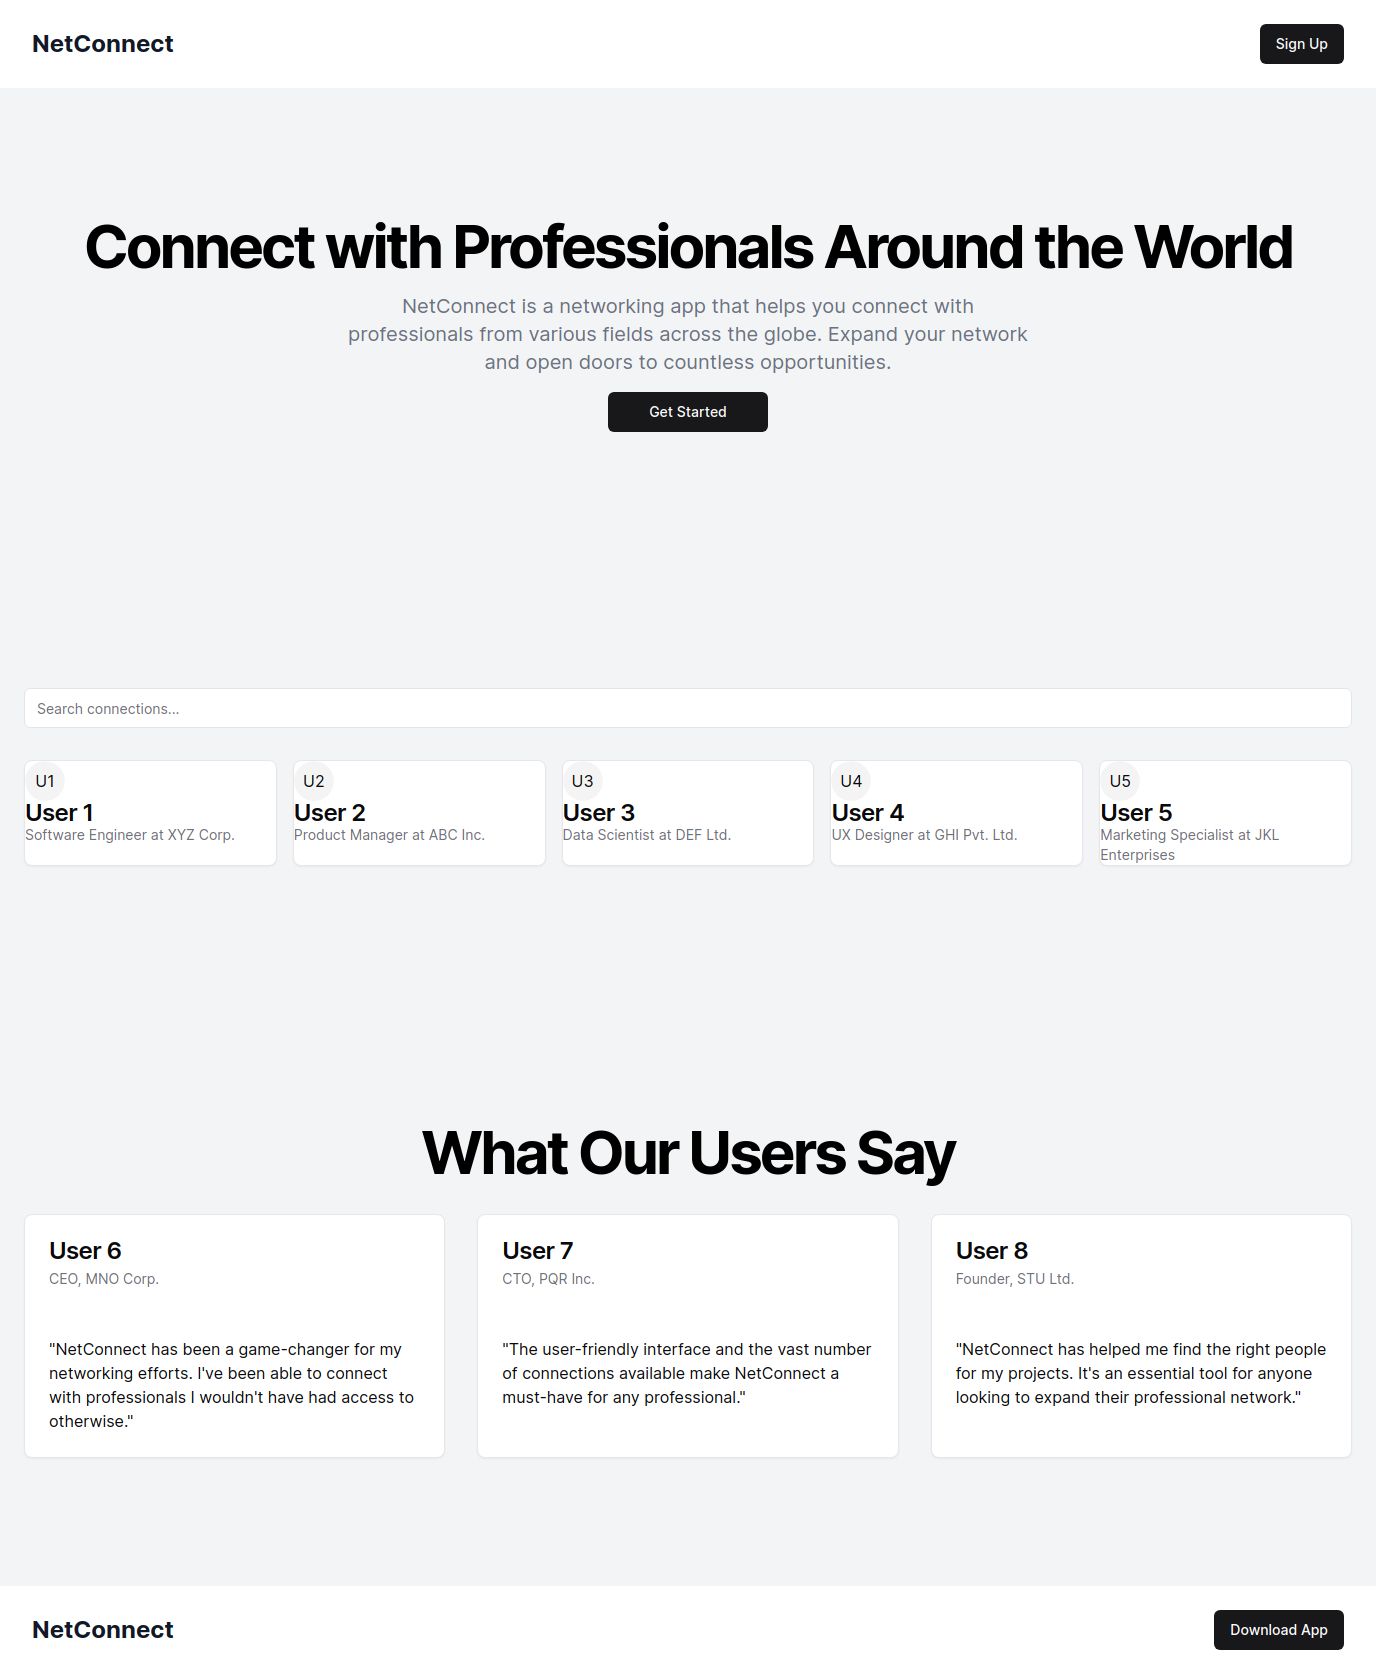 NetConnect
Sign Up
Connect with Professionals Around the World
NetConnect is a networking app that helps you connect with
professionals from various fields across the globe. Expand your network
and open doors to countless opportunities.
Get Started
Search connections...
U1
User 1
Software Engineer at XYZ Corp.
U2
User 2
Product Manager at ABC Inc.
U3
User 3
Data Scientist at DEF Ltd.
U4
User 4
UX Designer at GHI Pvt. Ltd.
U5
User 5
Marketing Specialist at JKL
Enterprises
What Our Users Say
User 6
CEO, MNO Corp.
"NetConnect has been a game-changer for my
networking efforts. I've been able to connect
with professionals I wouldn't have had access to
otherwise."
User 7
CTO, PQR Inc.
"The user-friendly interface and the vast number
of connections available make NetConnect a
must-have for any professional."
User 8
Founder, STU Ltd.
"NetConnect has helped me find the right people
for my projects. It's an essential tool for anyone
looking to expand their professional network."
NetConnect
Download App